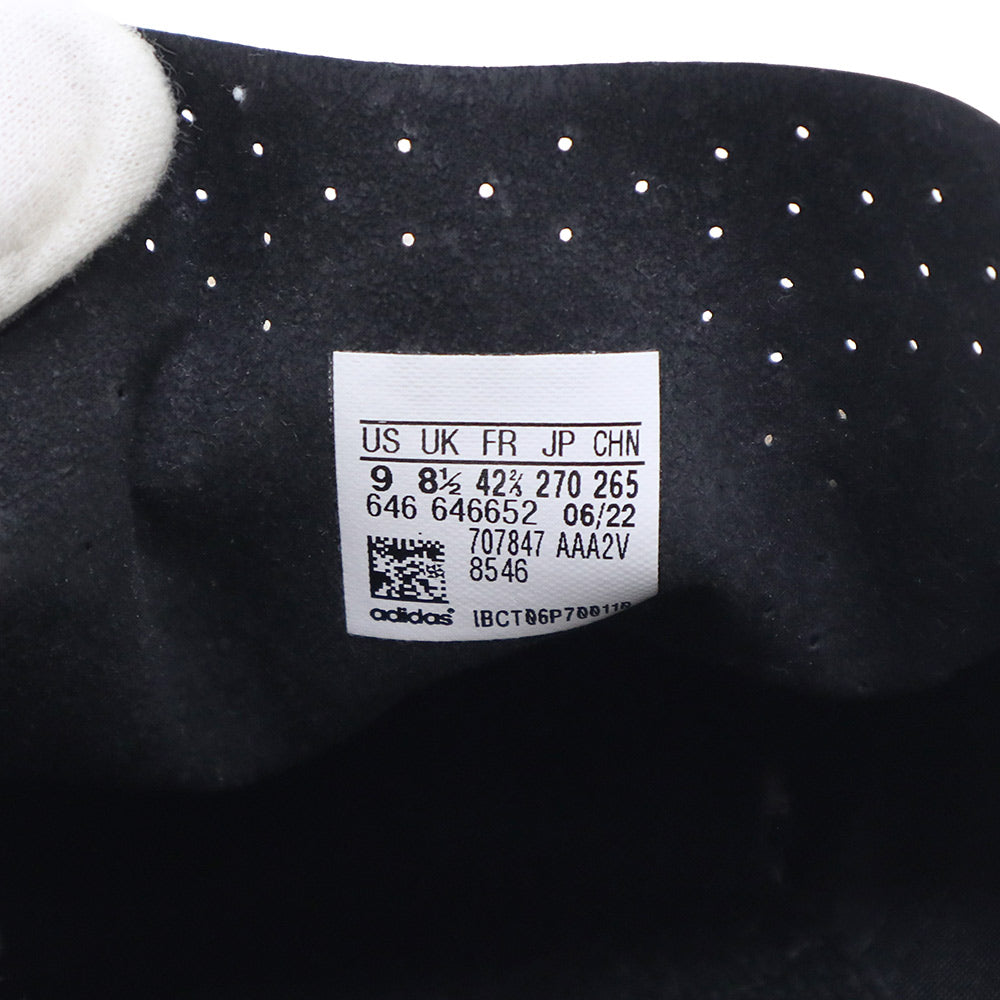 US UK FR JP CHN
9 8½ 42⅔ 270 265
646 646652 06/22
707847 AAA2V
8546
adidas